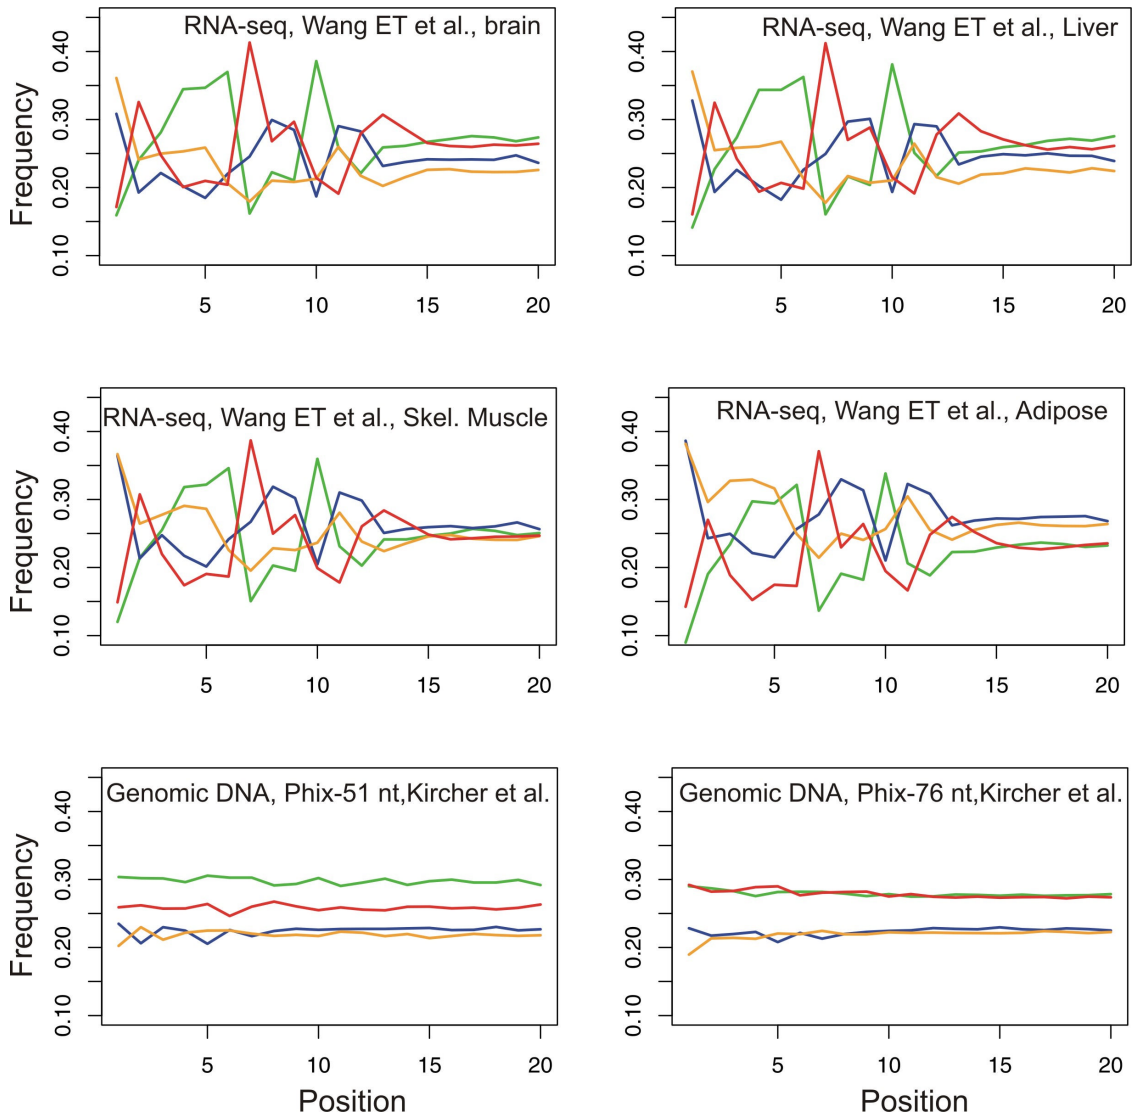 RNA-seq, Wang ET et al., brain
Frequency
0.10 0.20 0.30 0.40
5 10 15 20
RNA-seq, Wang ET et al., Liver
0.10 0.20 0.30 0.40
5 10 15 20
RNA-seq, Wang ET et al., Skel. Muscle
Frequency
0.10 0.20 0.30 0.40
5 10 15 20
RNA-seq, Wang ET et al., Adipose
0.10 0.20 0.30 0.40
5 10 15 20
Genomic DNA, Phix-51 nt,Kircher et al.
Frequency
0.10 0.20 0.30 0.40
5 10 15 20
Position
Genomic DNA, Phix-76 nt,Kircher et al.
0.10 0.20 0.30 0.40
5 10 15 20
Position